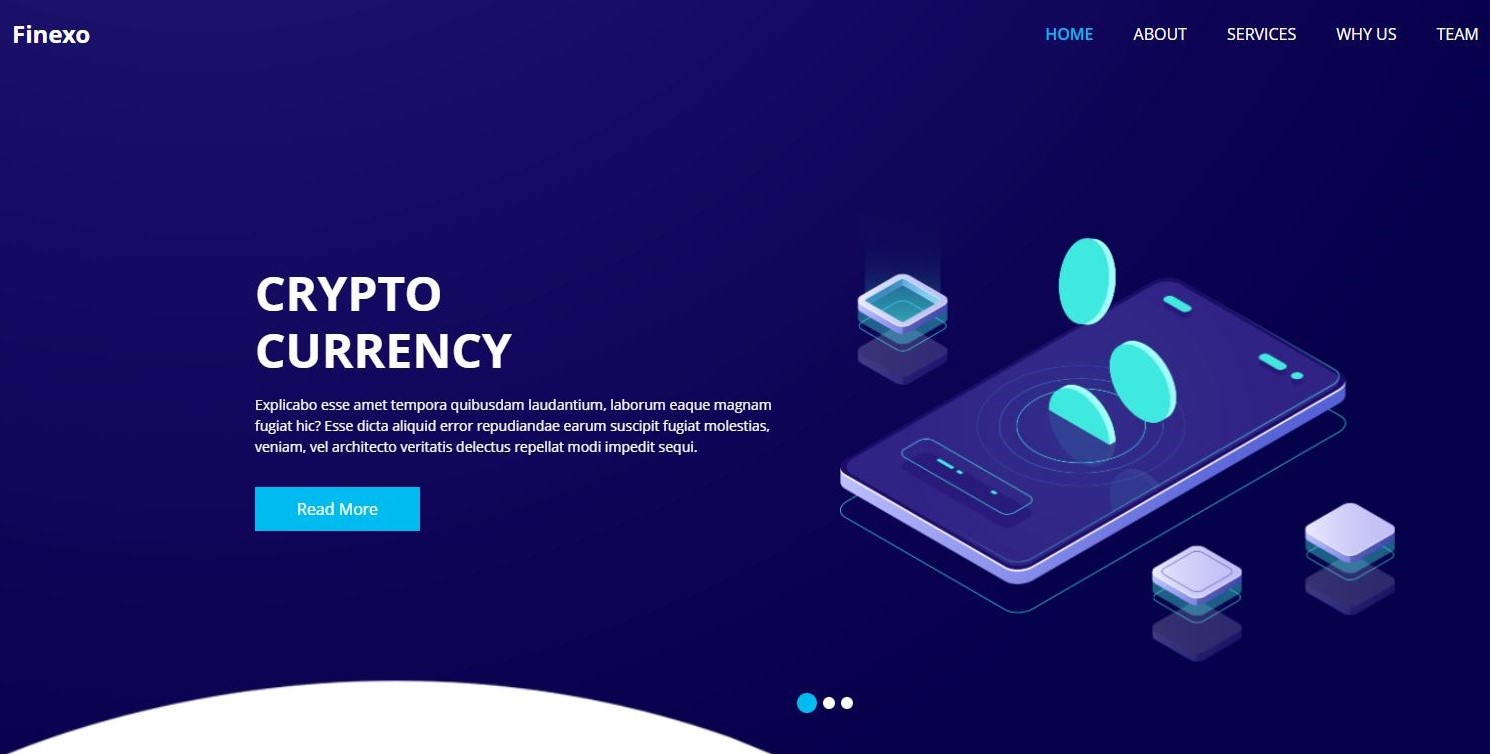 Finexo
HOME ABOUT SERVICES WHY US TEAM
CRYPTO
CURRENCY
Explicabo esse amet tempora quibusdam laudantium, laborum eaque magnam
fugiat hic? Esse dicta aliquid error repudiandae earum suscipit fugiat molestias,
veniam, vel architecto veritatis delectus repellat modi impedit sequi.
Read More